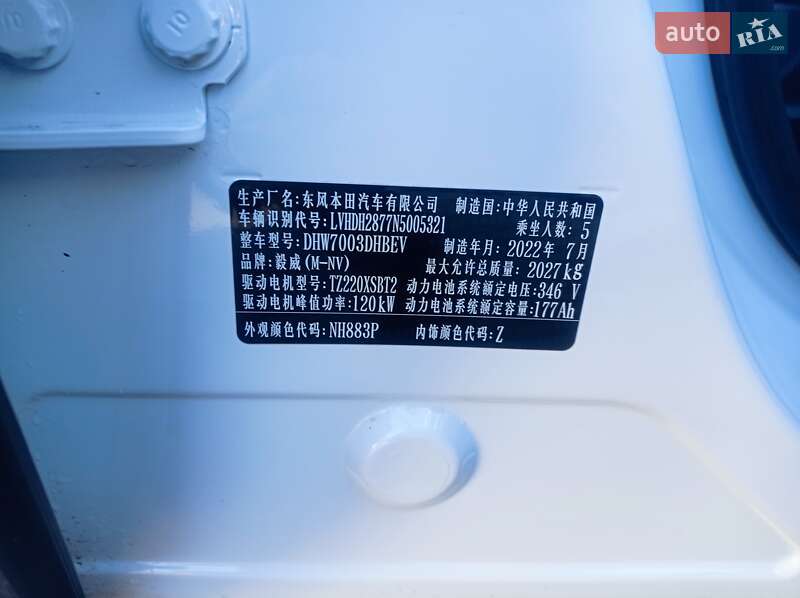 10
auto RIA.com
生产厂名:东风本田汽车有限公司 制造国:中华人民共和国
车辆识别代号:LVHDH2877N5005321 乘坐人数: 5
整车型号:DHW7003DHBEV 制造年月:2022年 7月
品牌:毅威(M-NV) 最大允许总质量: 2027kg
驱动电机型号:TZ220XSBT2 动力电池系统额定电压:346 V
驱动电机峰值功率:120kW 动力电池系统额定容量:177Ah
外观颜色代码:NH883P 内饰颜色代码:Z